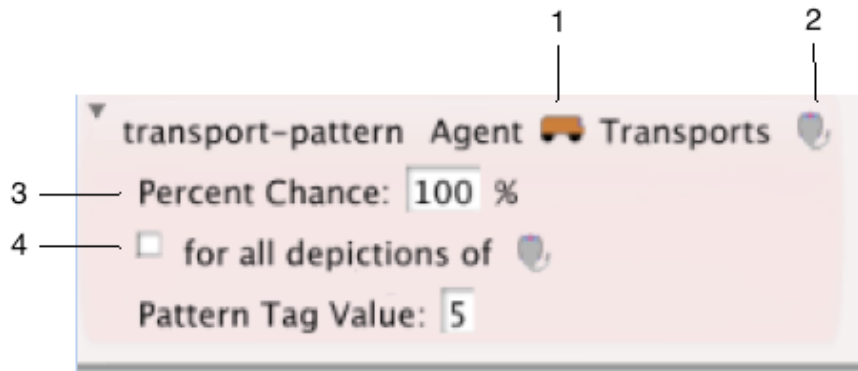 1 2
transport-pattern Agent Transports
3 Percent Chance: 100 %
4 for all depictions of
Pattern Tag Value: 5